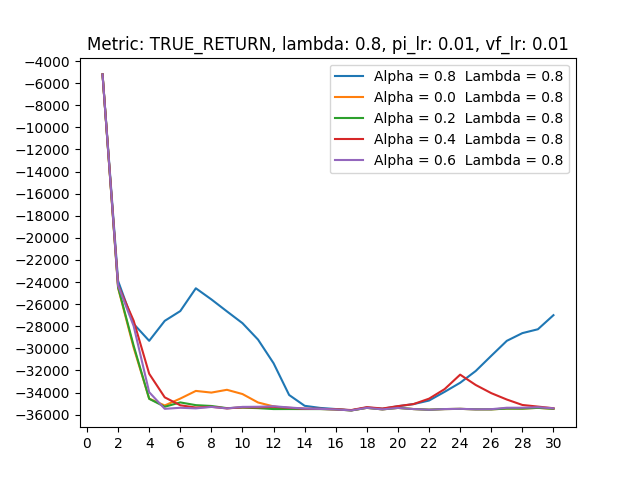 Metric: TRUE_RETURN, lambda: 0.8, pi_lr: 0.01, vf_lr: 0.01
−4000
−6000
−8000
−10000
−12000
−14000
−16000
−18000
−20000
−22000
−24000
−26000
−28000
−30000
−32000
−34000
−36000
Alpha = 0.8 Lambda = 0.8
Alpha = 0.0 Lambda = 0.8
Alpha = 0.2 Lambda = 0.8
Alpha = 0.4 Lambda = 0.8
Alpha = 0.6 Lambda = 0.8
0 2 4 6 8 10 12 14 16 18 20 22 24 26 28 30